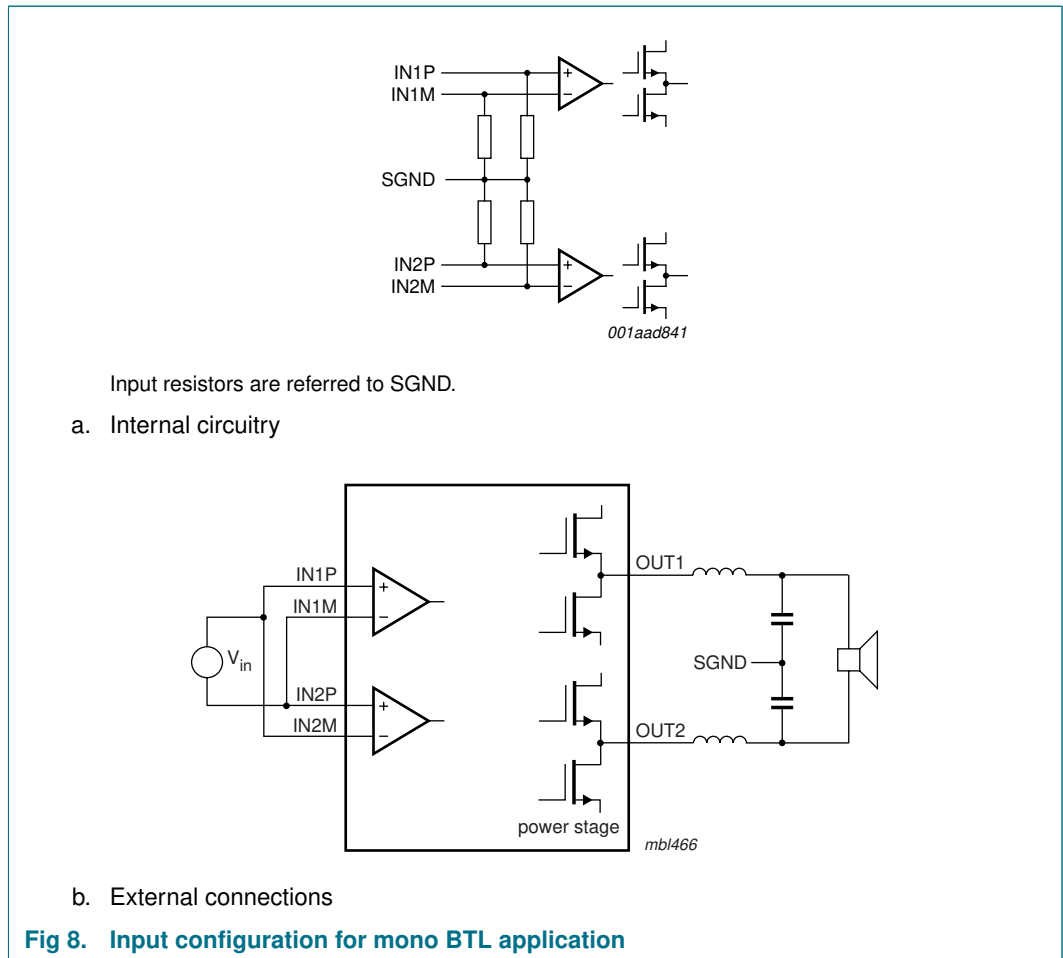 IN1P
IN1M
SGND
IN2P
IN2M
+
−
+
−
001aad841
Input resistors are referred to SGND.
a. Internal circuitry
IN1P
IN1M
Vin
IN2P
IN2M
+
−
+
−
OUT1
SGND
OUT2
power stage
mbl466
b. External connections
Fig 8. Input configuration for mono BTL application